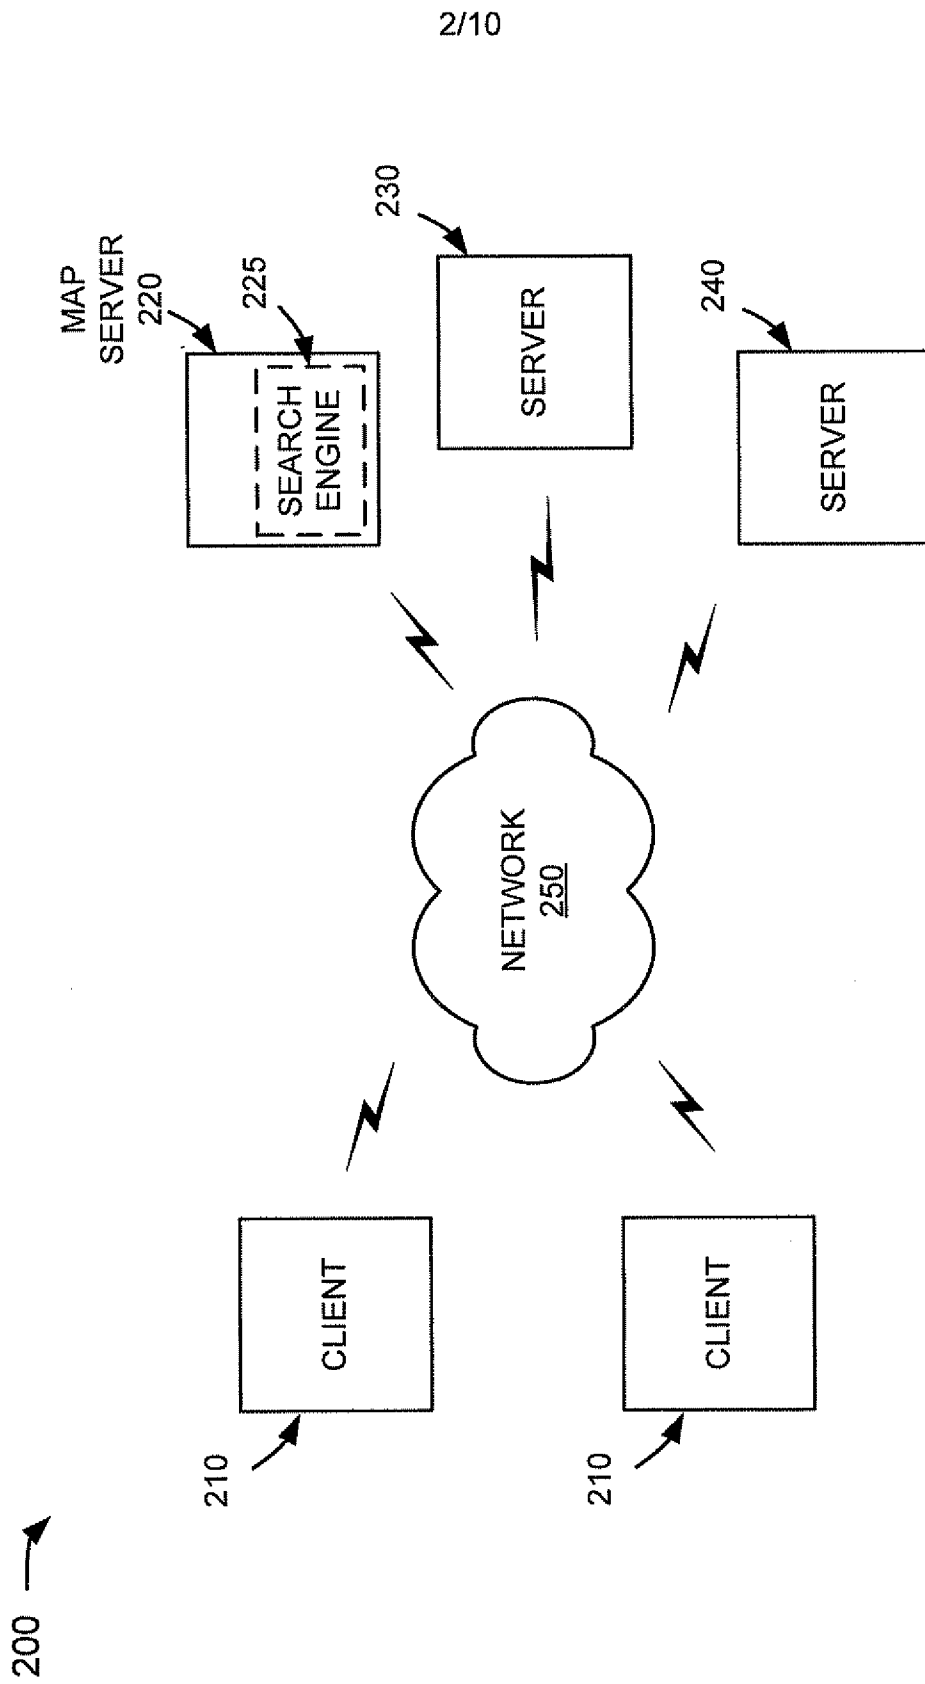 2/10
200
MAP
SERVER
220
225
SEARCH
ENGINE
230
SERVER
240
SERVER
NETWORK
250
210
CLIENT
210
CLIENT